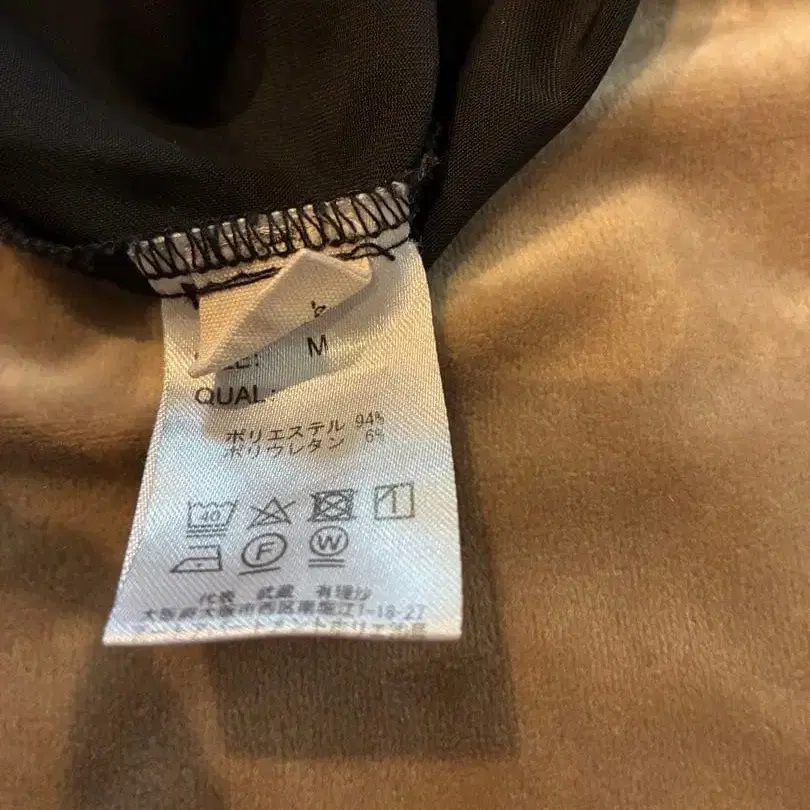 M
QUAL
ポリエステル 94%
ポリウレタン 6%
40
F W
代表 武蔵 有理沙
大阪府大阪市西区南堀江1-18-27